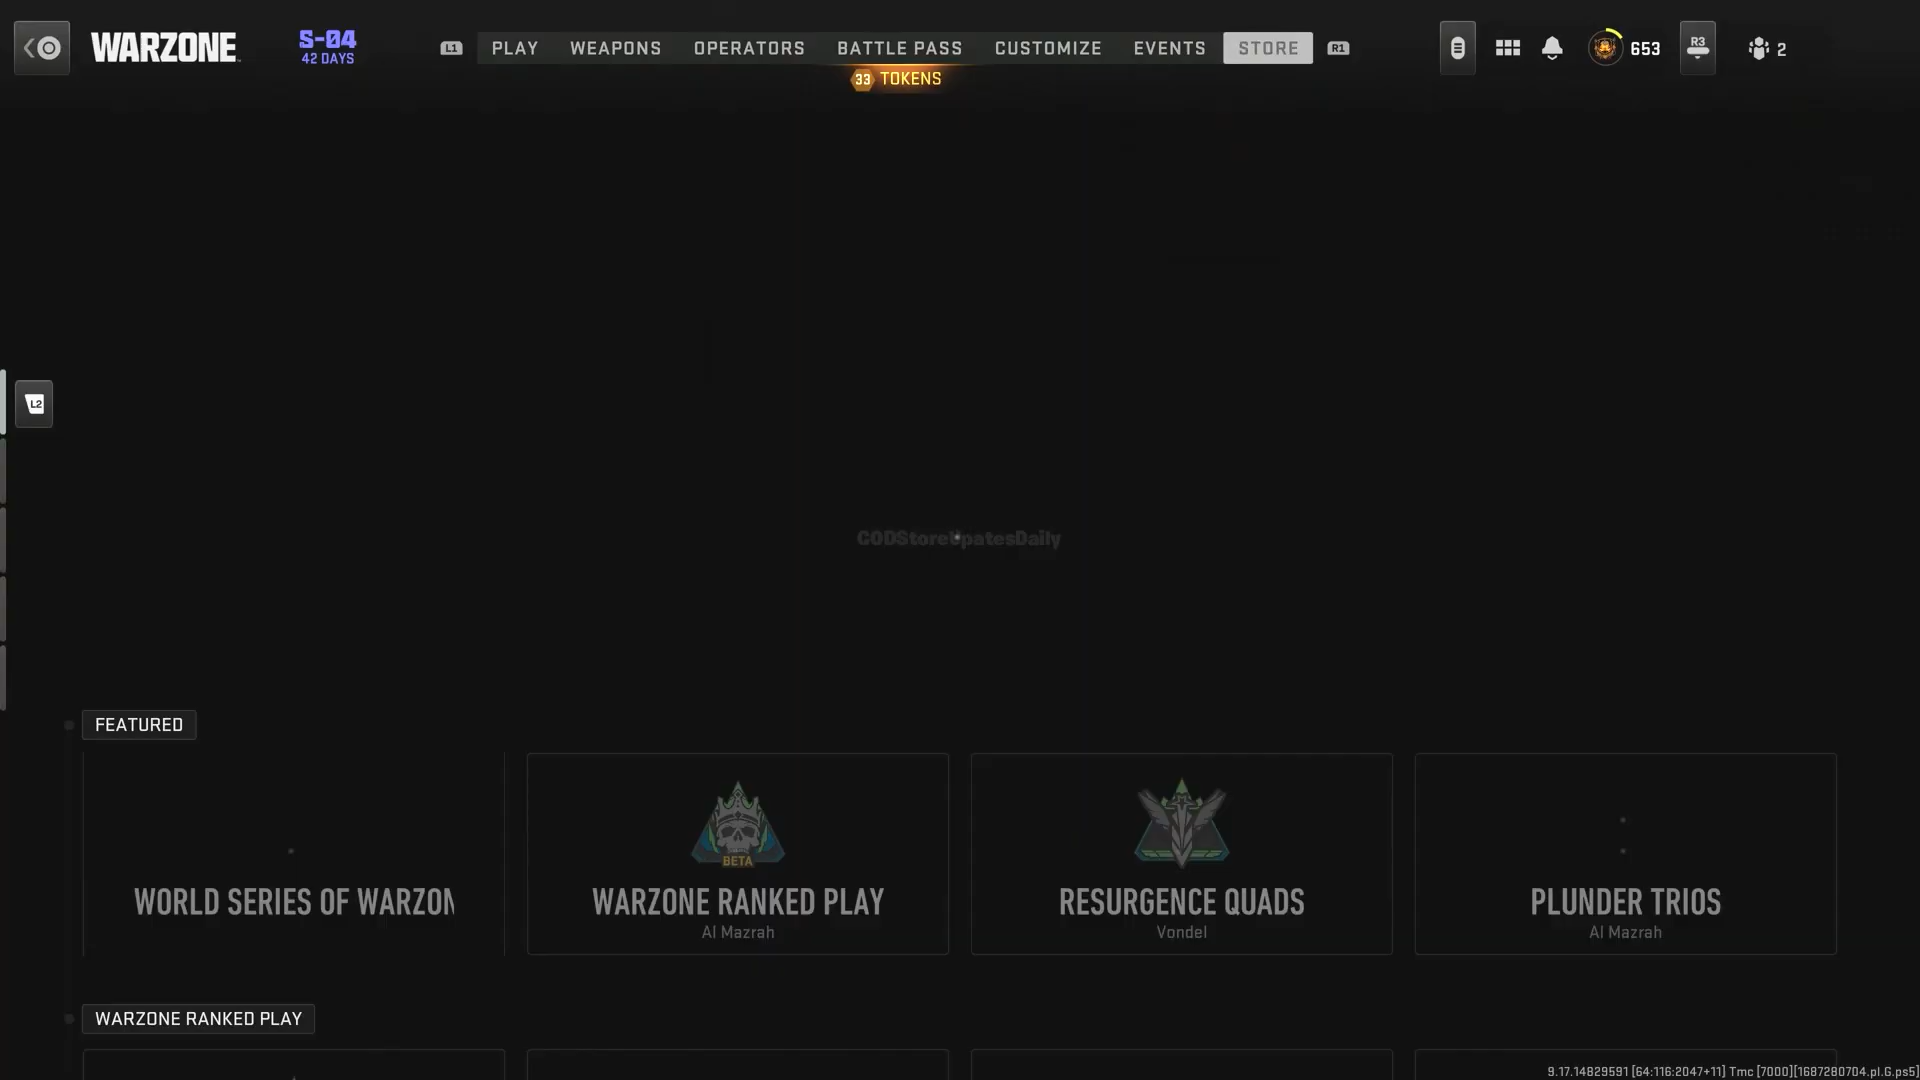 WARZONE
S-04
42 DAYS
L1
PLAY
WEAPONS
OPERATORS
BATTLE PASS
CUSTOMIZE
EVENTS
STORE
R1
33 TOKENS
653
R3
2
L2
CODStoreUpatesDaily
FEATURED
WORLD SERIES OF WARZON
BETA
WARZONE RANKED PLAY
Al Mazrah
RESURGENCE QUADS
Vondel
PLUNDER TRIOS
Al Mazrah
WARZONE RANKED PLAY
9.17.14829591 [64:116:2047+11] Tmc [7000][1687280704.pl.G.ps5]